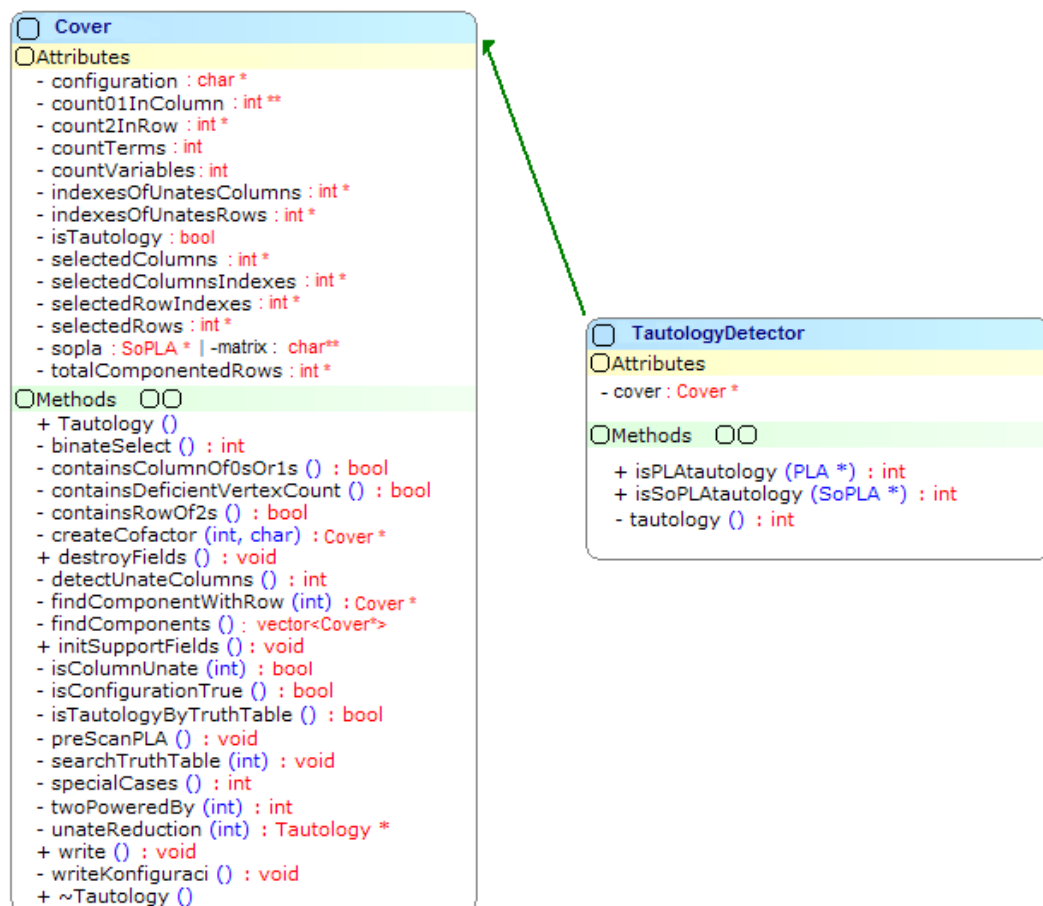 Cover
Attributes
- configuration : char *
- count01InColumn : int **
- count2InRow : int *
- countTerms : int
- countVariables : int
- indexesOfUnatesColumns : int *
- indexesOfUnatesRows : int *
- isTautology : bool
- selectedColumns : int *
- selectedColumnsIndexes : int *
- selectedRowIndexes : int *
- selectedRows : int *
- sopla : SoPLA * | -matrix : char**
- totalComponentedRows : int *
Methods
+ Tautology ()
- binateSelect () : int
- containsColumnOf0sOr1s () : bool
- containsDeficientVertexCount () : bool
- containsRowOf2s () : bool
- createCofactor (int, char) : Cover *
+ destroyFields () : void
- detectUnateColumns () : int
- findComponentWithRow (int) : Cover *
- findComponents () : vector<Cover*>
+ initSupportFields () : void
- isColumnUnate (int) : bool
- isConfigurationTrue () : bool
- isTautologyByTruthTable () : bool
- preScanPLA () : void
- searchTruthTable (int) : void
- specialCases () : int
- twoPoweredBy (int) : int
- unateReduction (int) : Tautology *
+ write () : void
- writeKonfiguraci () : void
+ ~Tautology ()
TautologyDetector
Attributes
- cover : Cover *
Methods
+ isPLAtautology (PLA *) : int
+ isSoPLAtautology (SoPLA *) : int
- tautology () : int